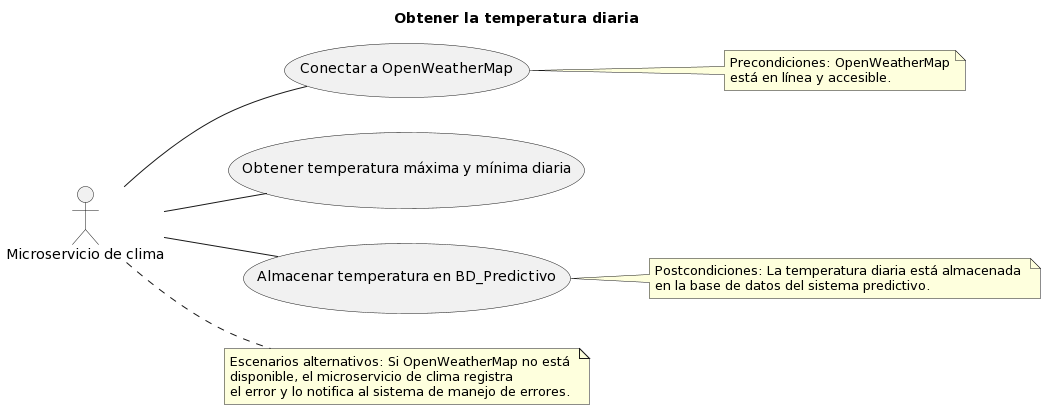 Obtener la temperatura diaria
Conectar a OpenWeatherMap
Precondiciones: OpenWeatherMap
está en línea y accesible.
Obtener temperatura máxima y mínima diaria
Microservicio de clima
Almacenar temperatura en BD_Predictivo
Postcondiciones: La temperatura diaria está almacenada
en la base de datos del sistema predictivo.
Escenarios alternativos: Si OpenWeatherMap no está
disponible, el microservicio de clima registra
el error y lo notifica al sistema de manejo de errores.